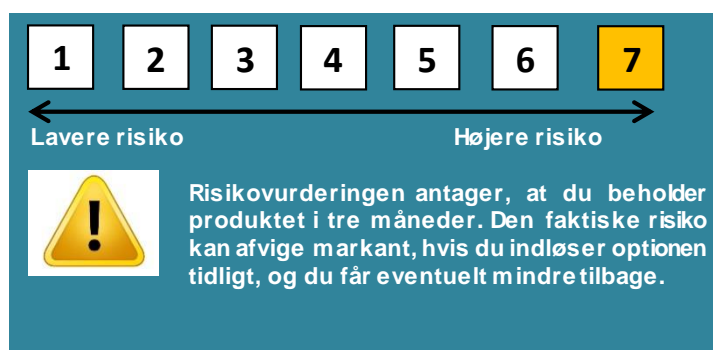 1 2 3 4 5 6 7
Lavere risiko Højere risiko
Risikovurderingen antager, at du beholder
produktet i tre måneder. Den faktiske risiko
kan afvige markant, hvis du indløser optionen
tidligt, og du får eventuelt mindre tilbage.